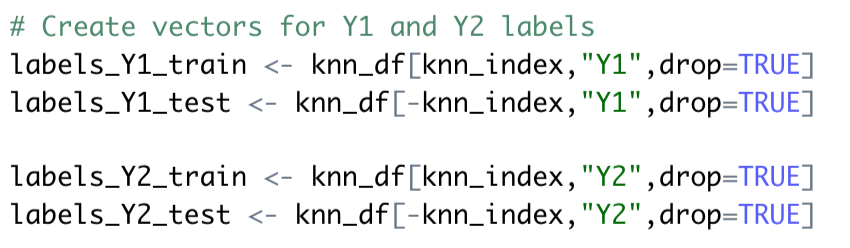 # Create vectors for Y1 and Y2 labels
labels_Y1_train <- knn_df[knn_index,"Y1",drop=TRUE]
labels_Y1_test <- knn_df[-knn_index,"Y1",drop=TRUE]
labels_Y2_train <- knn_df[knn_index,"Y2",drop=TRUE]
labels_Y2_test <- knn_df[-knn_index,"Y2",drop=TRUE]